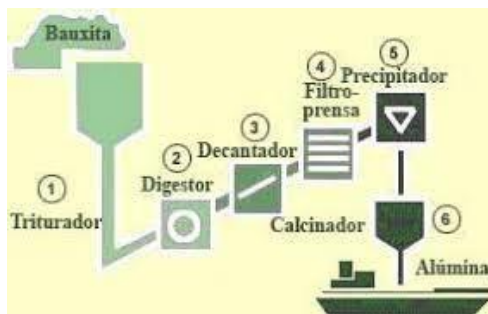 Bauxita
1
Triturador
2
Digestor
3
Decantador
4
Filtro-
prensa
5
Precipitador
Calcinador
6
Alúmina